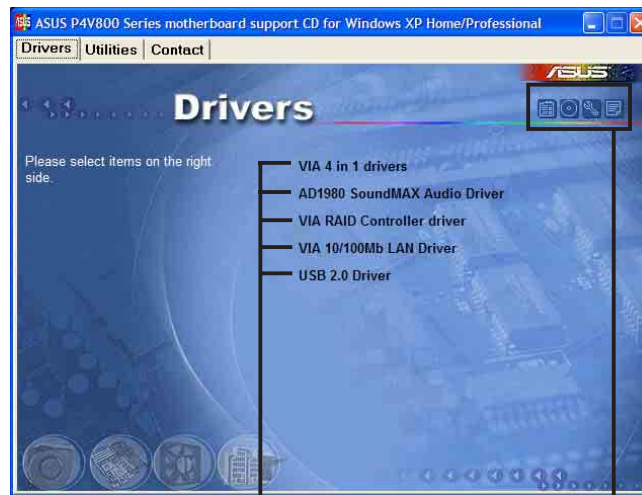 ASUS P4V800 Series motherboard support CD for Windows XP Home/Professional
Drivers Utilities Contact
ASUS
Drivers
Please select items on the right
side.
VIA 4 in 1 drivers
AD1980 SoundMAX Audio Driver
VIA RAID Controller driver
VIA 10/100Mb LAN Driver
USB 2.0 Driver